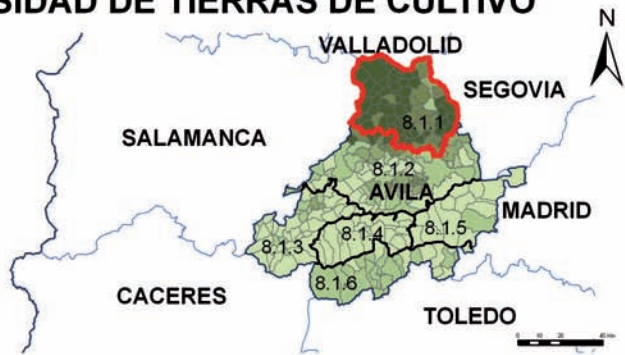 SIDAD DE TIERRAS DE CULTIVO
N
VALLADOLID
SEGOVIA
8.1.1
SALAMANCA
8.1.2
AVILA
MADRID
8.1.3
8.1.4
8.1.5
8.1.6
CACERES
TOLEDO